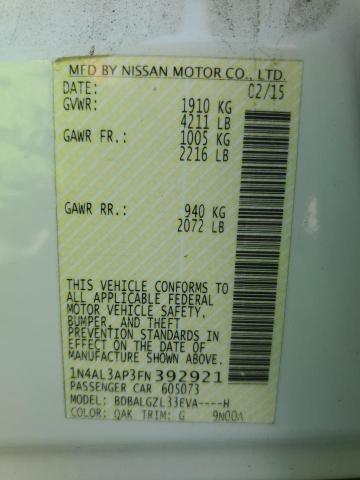 MFD BY NISSAN MOTOR CO., LTD.
DATE: 02/15
GVWR: 1910 KG
4211 LB
GAWR FR.: 1005 KG
2216 LB
GAWR RR.: 940 KG
2072 LB
THIS VEHICLE CONFORMS TO
ALL APPLICABLE FEDERAL
MOTOR VEHICLE SAFETY,
BUMPER, AND THEFT
PREVENTION STANDARDS IN
EFFECT ON THE DATE OF
MANUFACTURE SHOWN ABOVE.
1N4AL3AP3FN392921
PASSENGER CAR 605073
MODEL: BDBALGZL33EVA----H
COLOR: QAK TRIM: G 9N00A